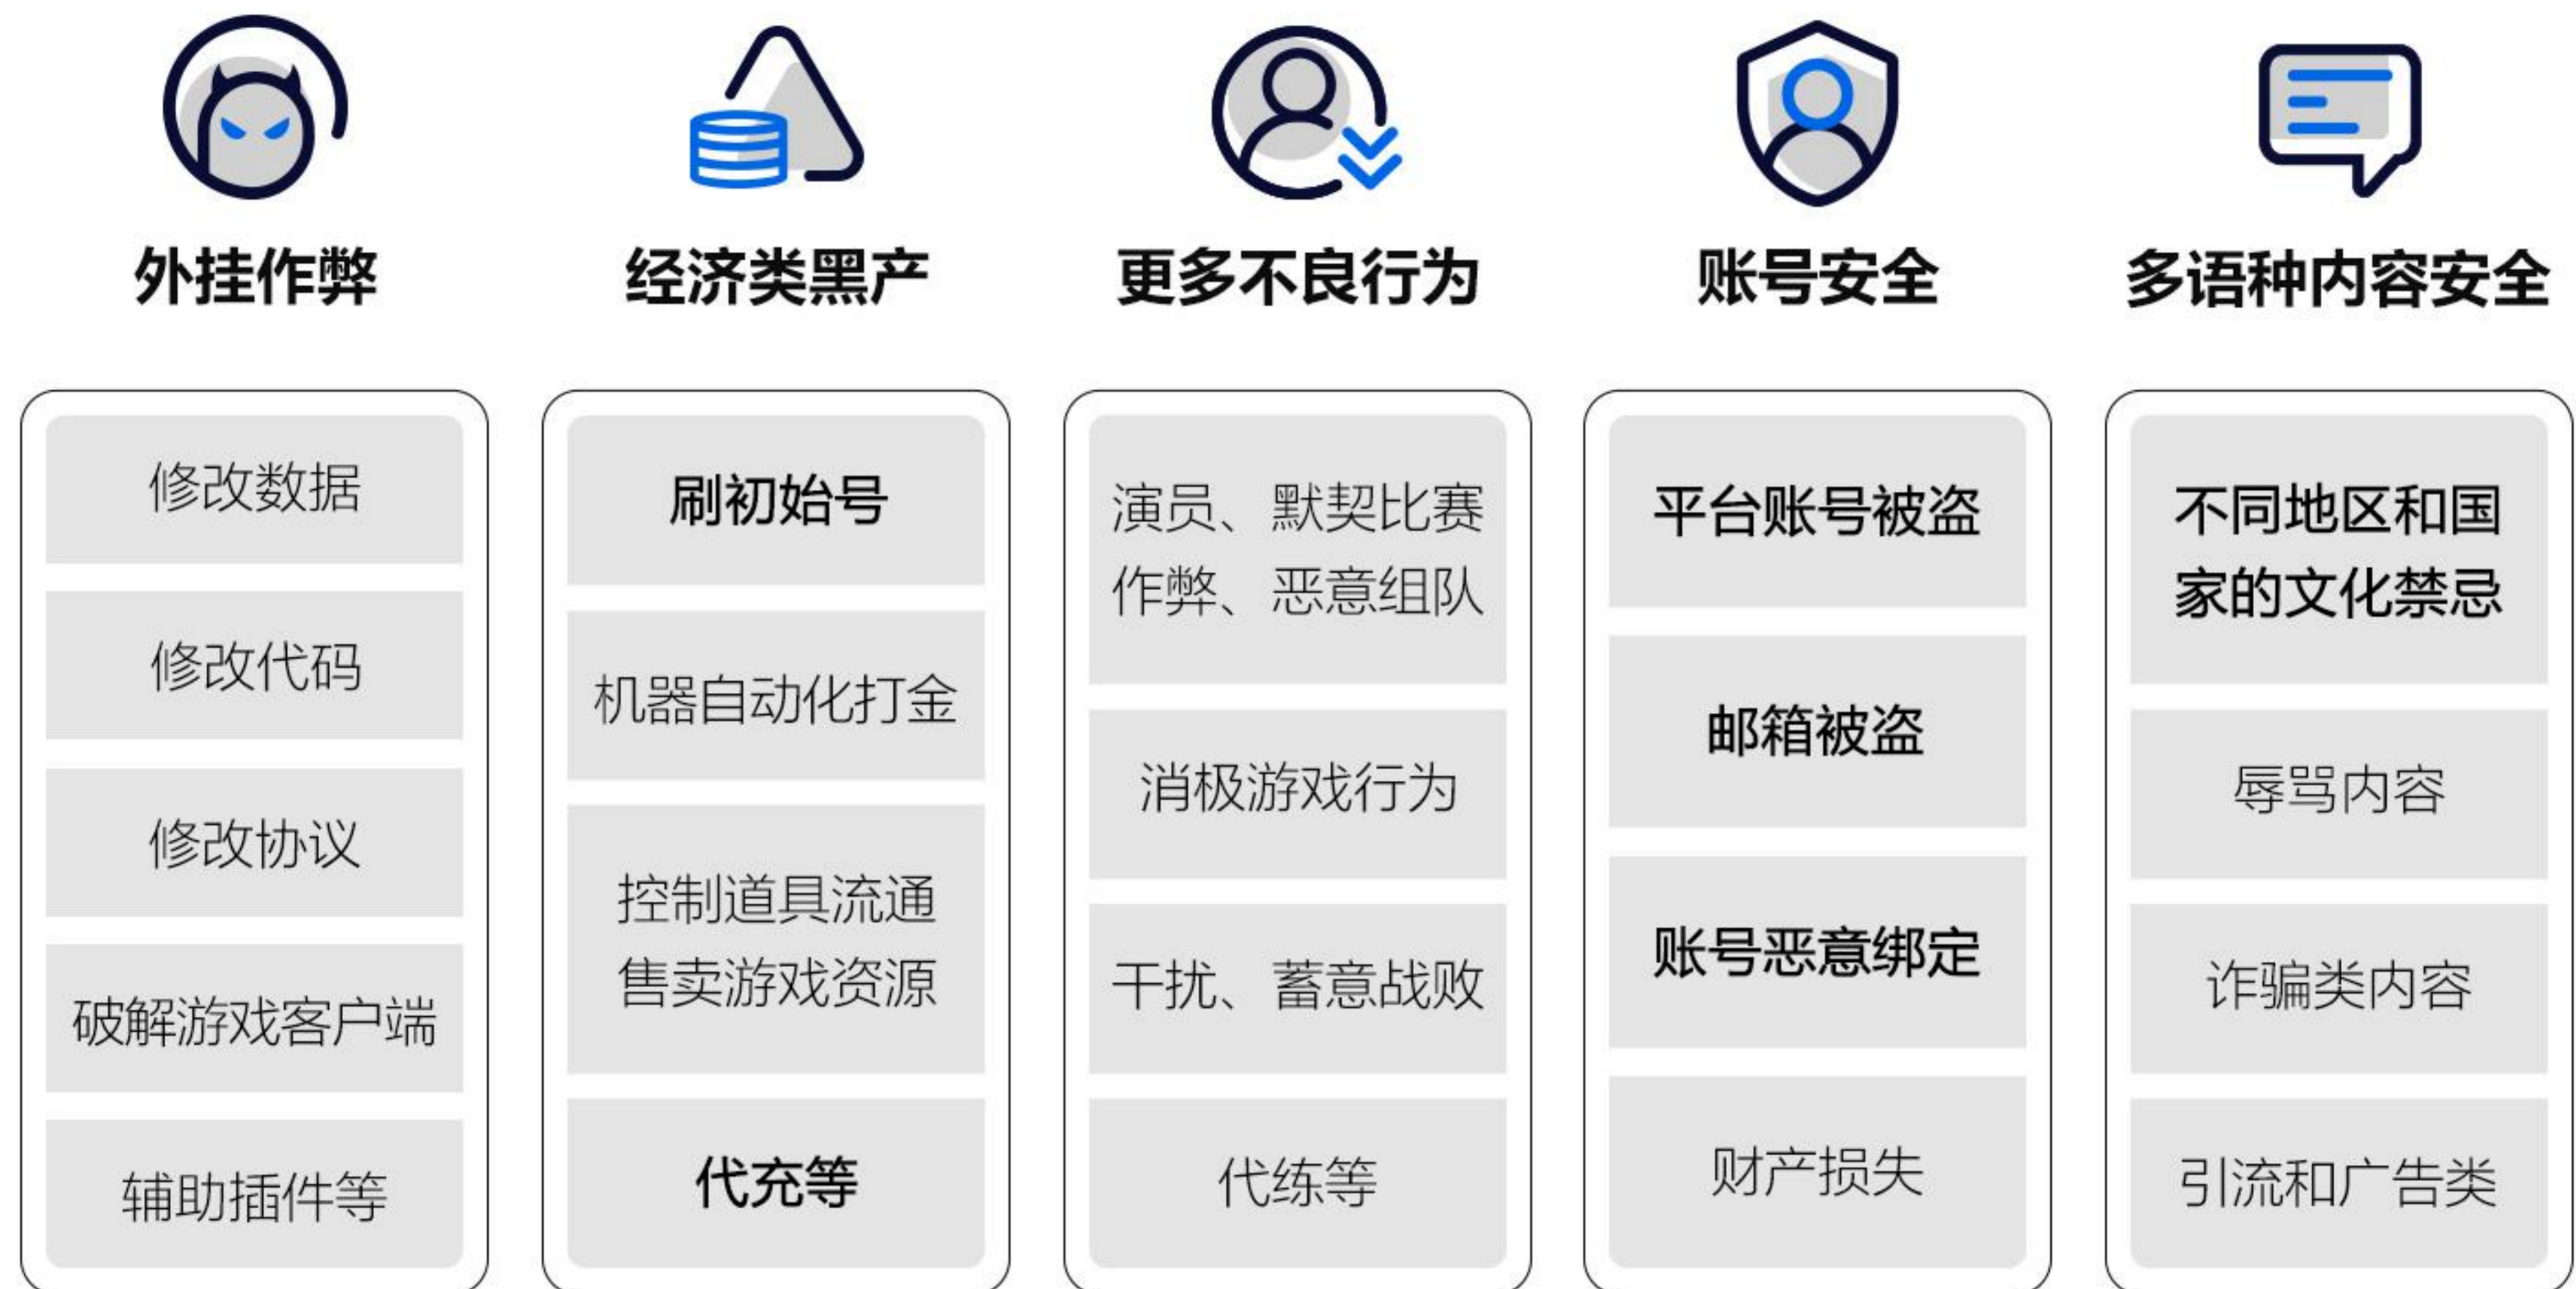 外挂作弊
修改数据
修改代码
修改协议
破解游戏客户端
辅助插件等
经济类黑产
刷初始号
机器自动化打金
控制道具流通
售卖游戏资源
代充等
更多不良行为
演员、默契比赛
作弊、恶意组队
消极游戏行为
干扰、蓄意战败
代练等
账号安全
平台账号被盗
邮箱被盗
账号恶意绑定
财产损失
多语种内容安全
不同地区和国
家的文化禁忌
辱骂内容
诈骗类内容
引流和广告类